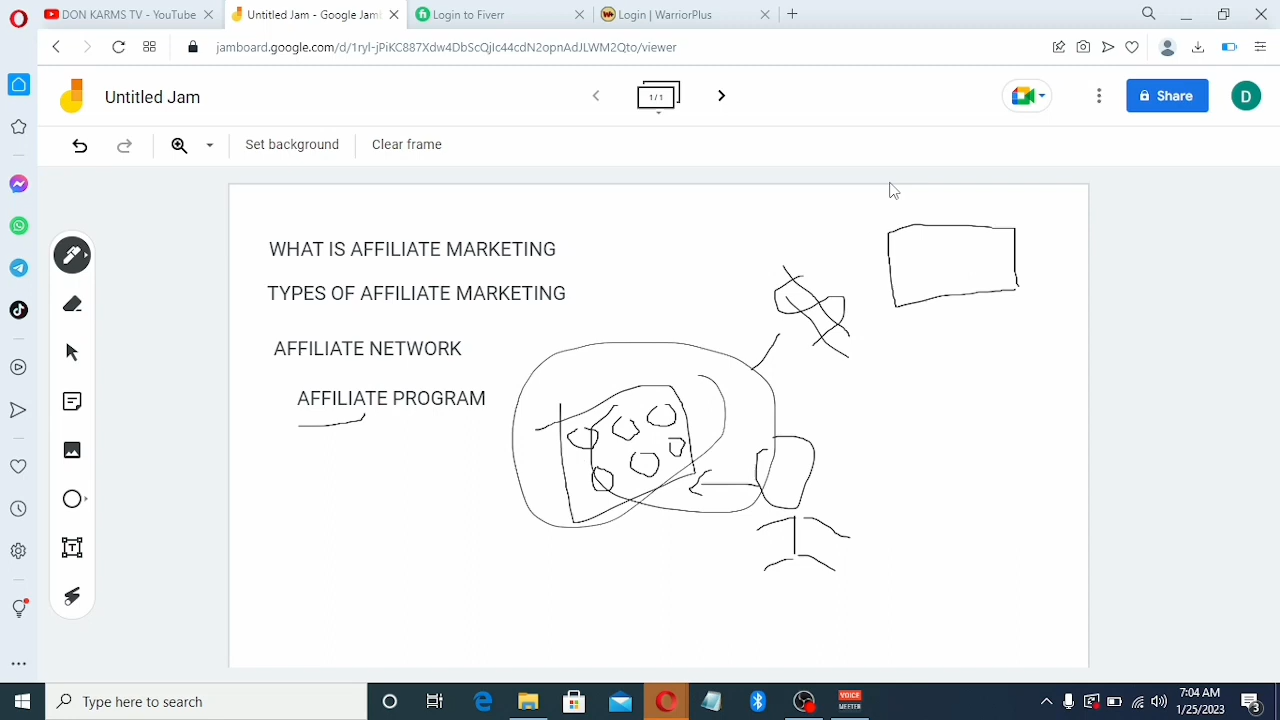 DON KARMS TV - YouTube
Untitled Jam - Google Jam
Login to Fiverr
Login | WarriorPlus
jamboard.google.com/d/1ryl-jPiKC887Xdw4DbScQjlc44cdN2opnAdJLWM2Qto/viewer
Untitled Jam
1 / 1
Share
D
Set background
Clear frame
WHAT IS AFFILIATE MARKETING
TYPES OF AFFILIATE MARKETING
AFFILIATE NETWORK
AFFILIATE PROGRAM
Type here to search
VOICE
MEETER
7:04 AM
1/25/2023
3